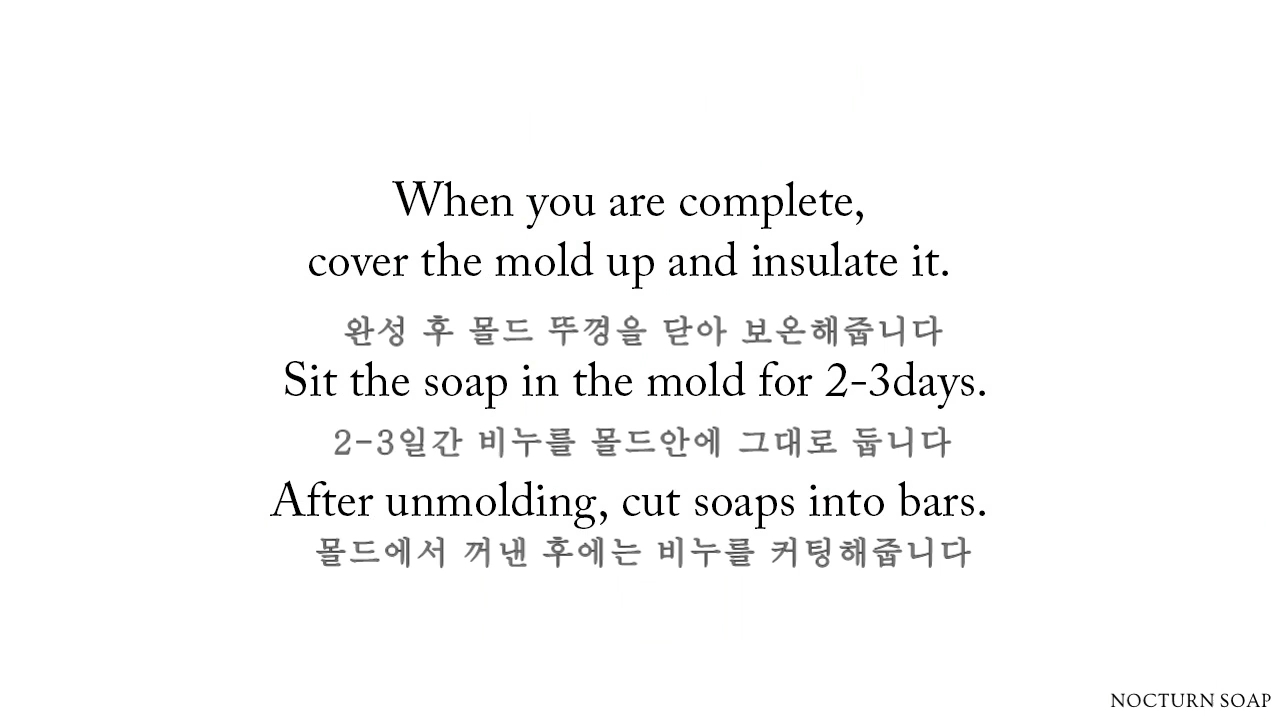 When you are complete,
cover the mold up and insulate it.
완성 후 몰드 뚜껑을 닫아 보온해줍니다
Sit the soap in the mold for 2-3days.
2-3일간 비누를 몰드안에 그대로 둡니다
After unmolding, cut soaps into bars.
몰드에서 꺼낸 후에는 비누를 커팅해줍니다
NOCTURN SOAP